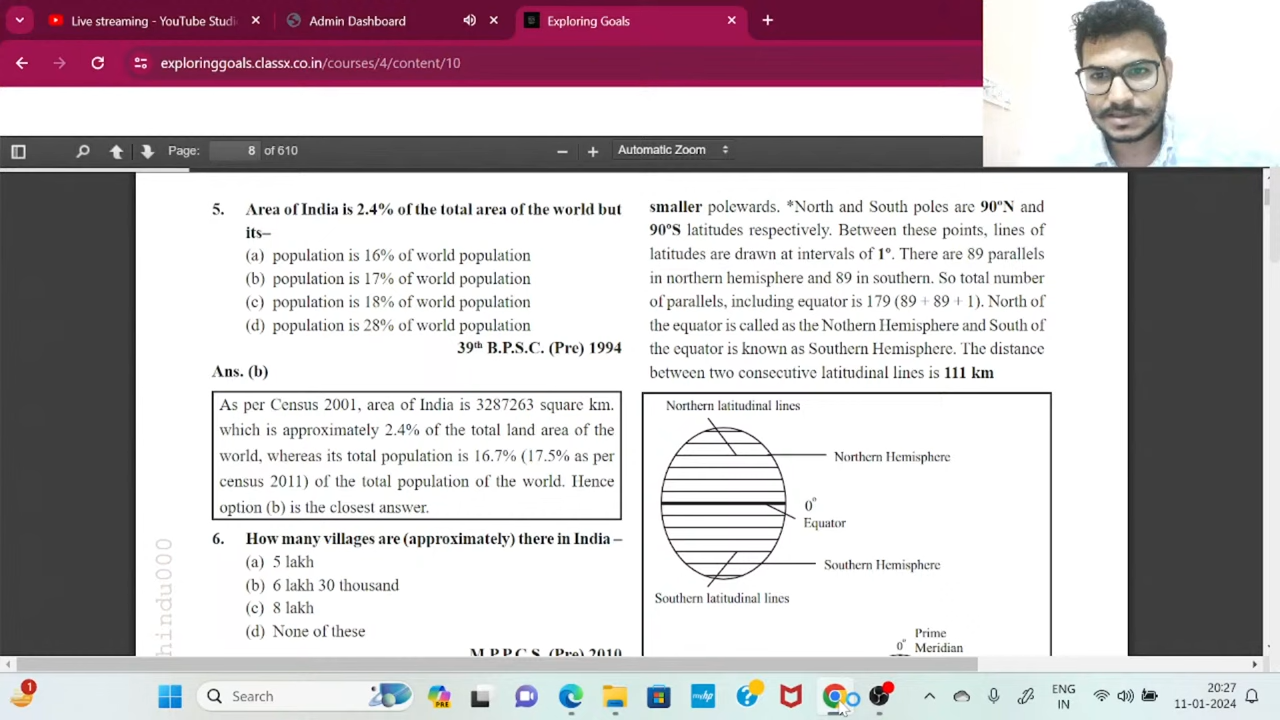 Live streaming - YouTube Studi
Admin Dashboard
Exploring Goals
exploringgoals.classx.co.in/courses/4/content/10
Page: 8 of 610
Automatic Zoom
5. Area of India is 2.4% of the total area of the world but
its–
(a) population is 16% of world population
(b) population is 17% of world population
(c) population is 18% of world population
(d) population is 28% of world population
39th B.P.S.C. (Pre) 1994
Ans. (b)
As per Census 2001, area of India is 3287263 square km.
which is approximately 2.4% of the total land area of the
world, whereas its total population is 16.7% (17.5% as per
census 2011) of the total population of the world. Hence
option (b) is the closest answer.
6. How many villages are (approximately) there in India –
(a) 5 lakh
(b) 6 lakh 30 thousand
(c) 8 lakh
(d) None of these
M.P.P.C.S. (Pre) 2010
hindu000
smaller polewards. *North and South poles are 90ºN and
90ºS latitudes respectively. Between these points, lines of
latitudes are drawn at intervals of 1º. There are 89 parallels
in northern hemisphere and 89 in southern. So total number
of parallels, including equator is 179 (89 + 89 + 1). North of
the equator is called as the Nothern Hemisphere and South of
the equator is known as Southern Hemisphere. The distance
between two consecutive latitudinal lines is 111 km
Northern latitudinal lines
Northern Hemisphere
0°
Equator
Southern Hemisphere
Southern latitudinal lines
0° Prime
Meridian
1
Search
PRE
ENG
IN
20:27
11-01-2024